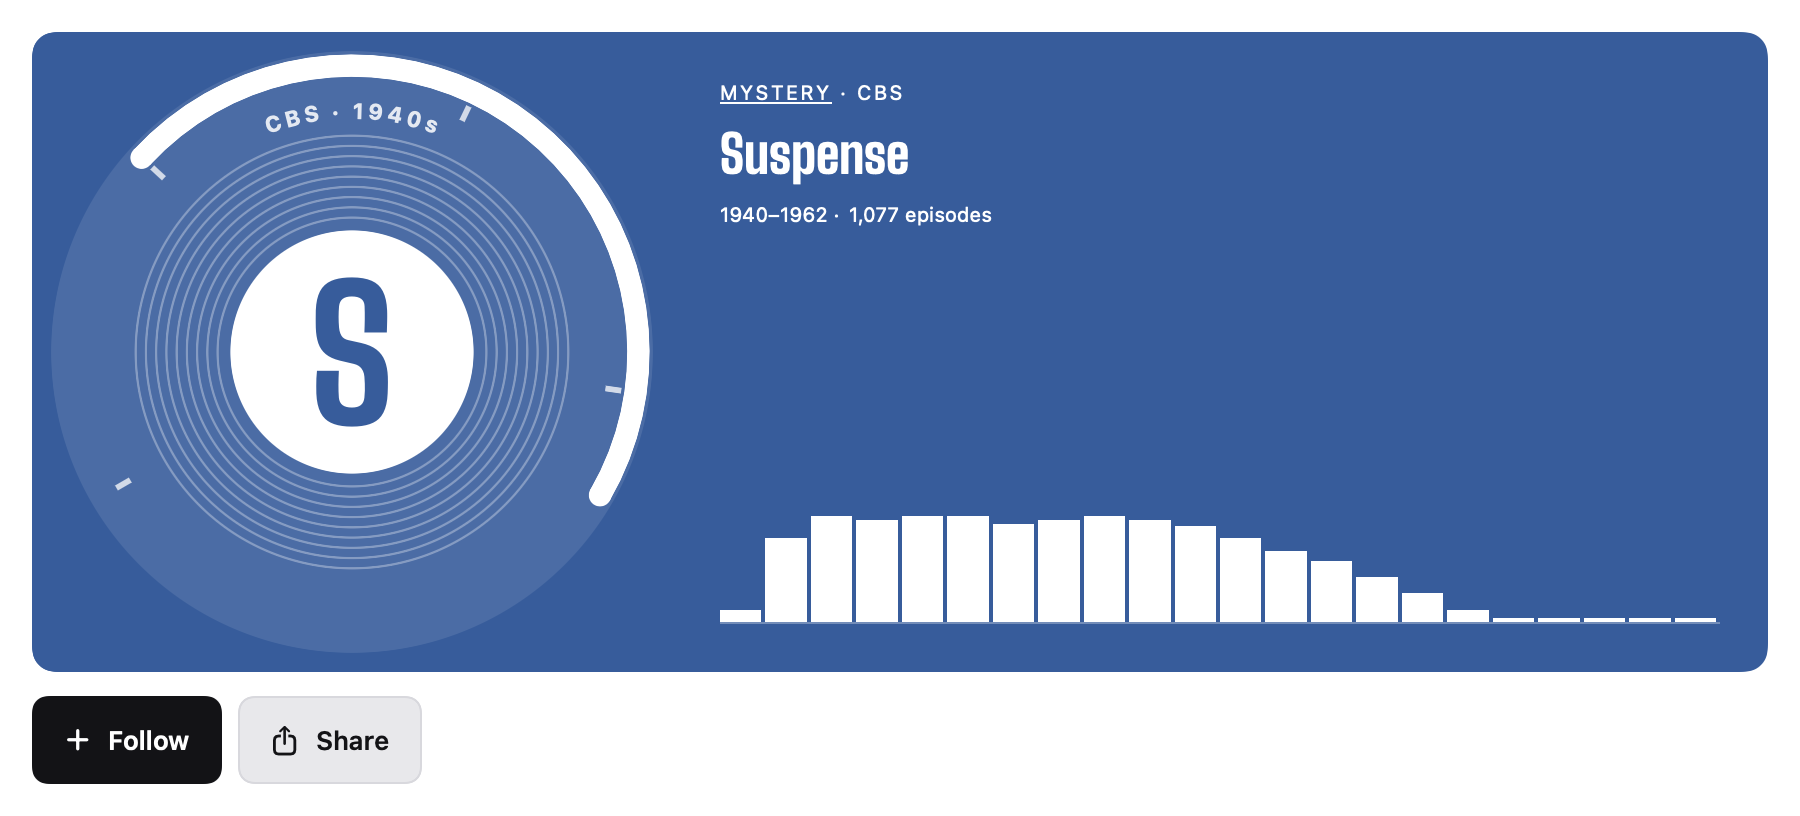 CBS · 1940s
S
MYSTERY · CBS
Suspense
1940–1962 · 1,077 episodes
Follow
Share